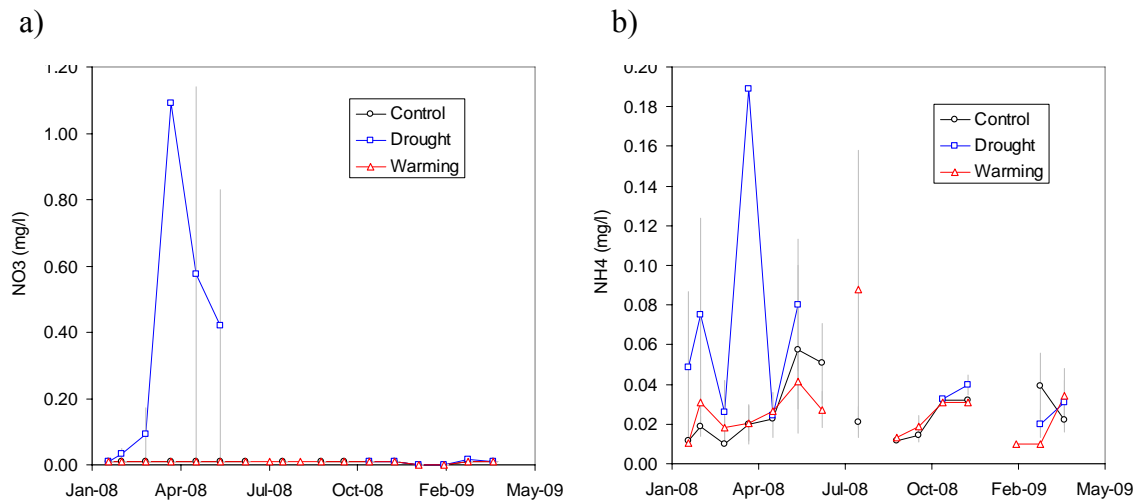 a)
1.20
1.00
0.80
0.60
0.40
0.20
0.00
NO3 (mg/l)
Control
Drought
Warming
Jan-08 Apr-08 Jul-08 Oct-08 Feb-09 May-09
b)
0.20
0.18
0.16
0.14
0.12
0.10
0.08
0.06
0.04
0.02
0.00
NH4 (mg/l)
Control
Drought
Warming
Jan-08 Apr-08 Jul-08 Oct-08 Feb-09 May-09